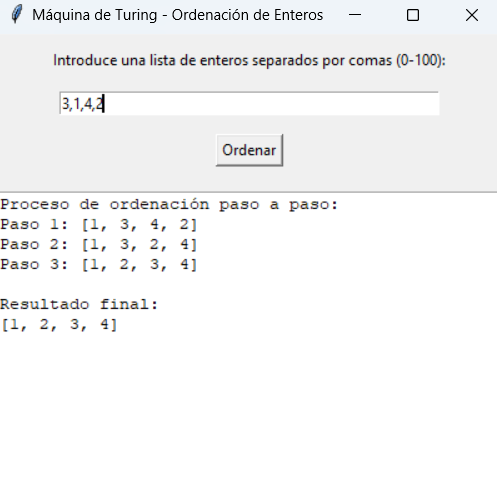 Máquina de Turing - Ordenación de Enteros
Introduce una lista de enteros separados por comas (0-100):
3,1,4,2
Ordenar
Proceso de ordenación paso a paso:
Paso 1: [1, 3, 4, 2]
Paso 2: [1, 3, 2, 4]
Paso 3: [1, 2, 3, 4]
Resultado final:
[1, 2, 3, 4]